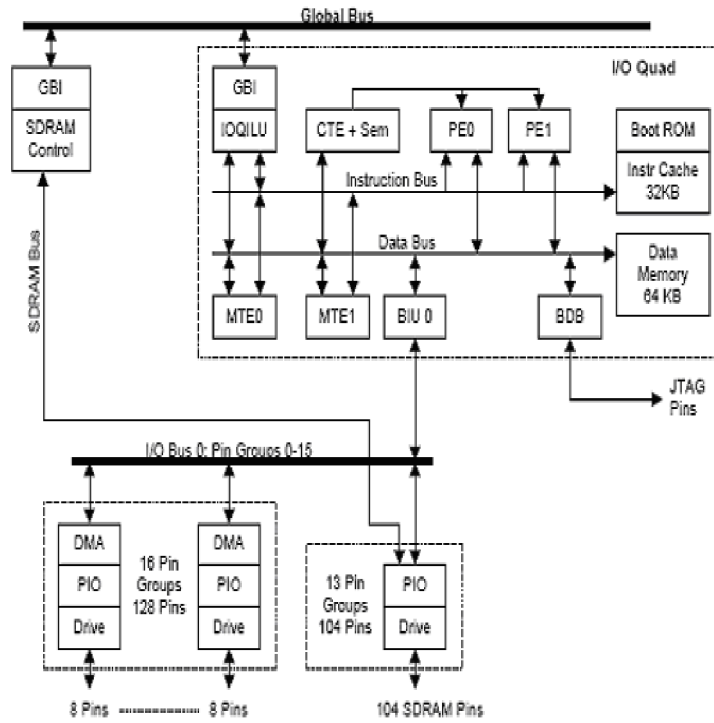 Global Bus
I/O Quad
GBI
SDRAM
Control
GBI
IOQILU
CTE + Sem
PE0
PE1
Boot ROM
Instr Cache
32KB
Instruction Bus
Data Bus
Data
Memory
64 KB
SDRAM Bus
MTE0
MTE1
BIU 0
BDB
JTAG
Pins
I/O Bus 0: Pin Groups 0-15
DMA
PIO
Drive
16 Pin
Groups
128 Pins
DMA
PIO
Drive
13 Pin
Groups
104 Pins
PIO
Drive
8 Pins
8 Pins
104 SDRAM Pins